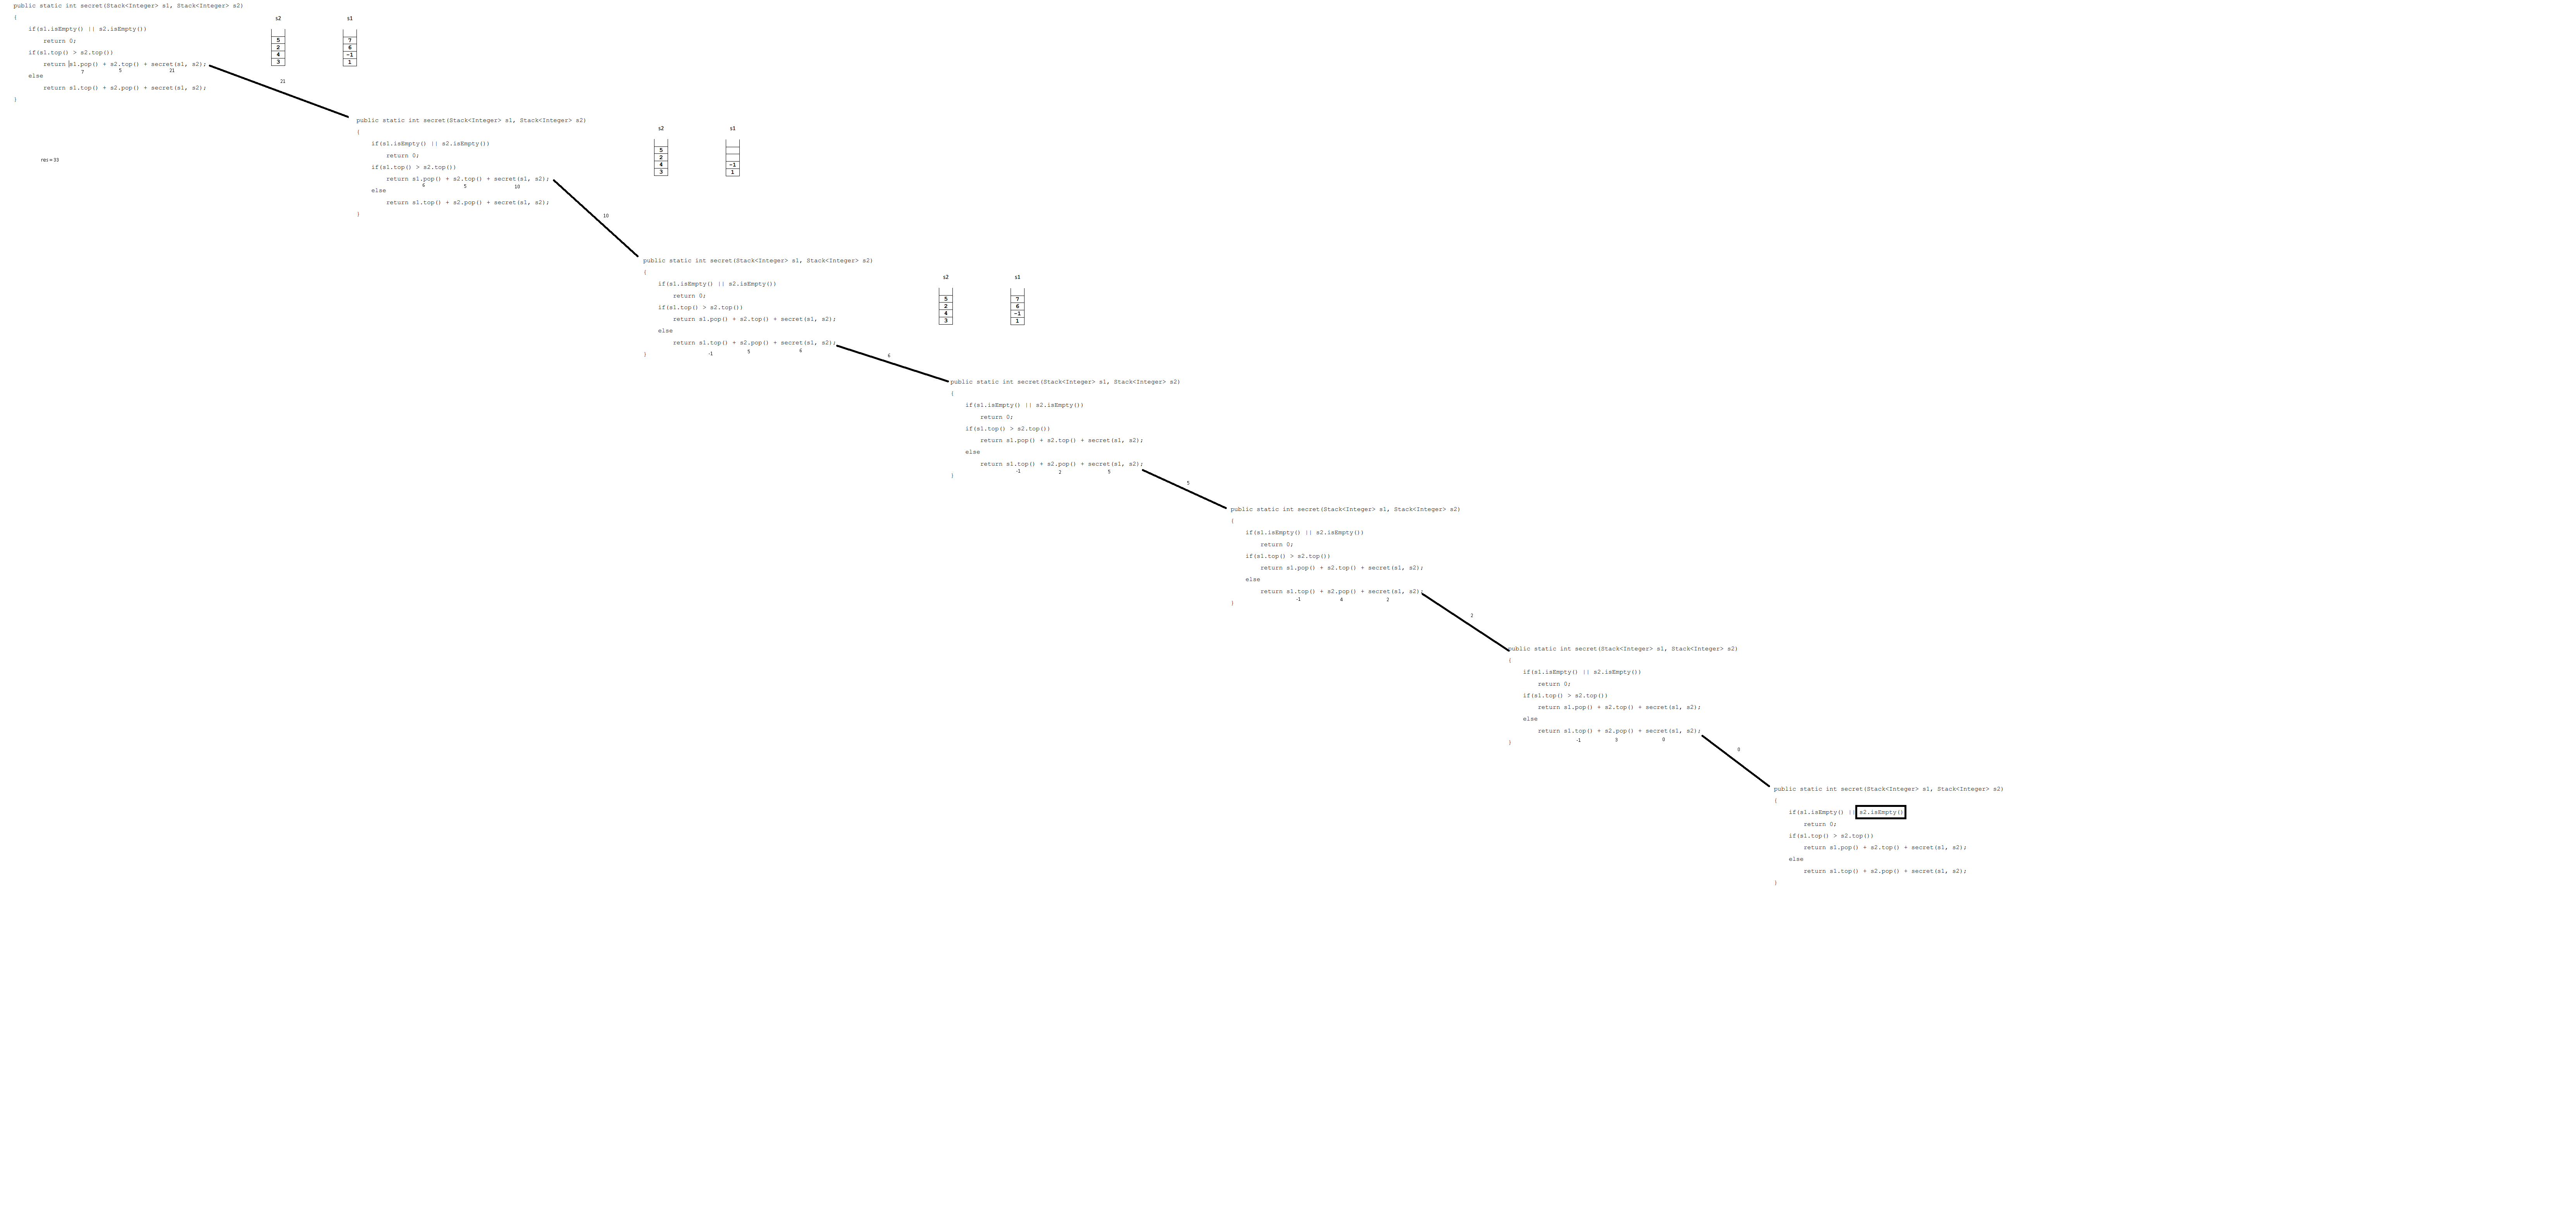 public static int secret(Stack<Integer> s1, Stack<Integer> s2)
{
if(s1.isEmpty() || s2.isEmpty())
return 0;
if(s1.top() > s2.top())
return s1.pop() + s2.top() + secret(s1, s2);
7 5 21
else
return s1.top() + s2.pop() + secret(s1, s2);
}
s2 s1
5 7
2 6
4 -1
3 1
21
res=33
public static int secret(Stack<Integer> s1, Stack<Integer> s2)
{
if(s1.isEmpty() || s2.isEmpty())
return 0;
if(s1.top() > s2.top())
return s1.pop() + s2.top() + secret(s1, s2);
6 5 10
else
return s1.top() + s2.pop() + secret(s1, s2);
}
s2 s1
5
2
4 -1
3 1
10
public static int secret(Stack<Integer> s1, Stack<Integer> s2)
{
if(s1.isEmpty() || s2.isEmpty())
return 0;
if(s1.top() > s2.top())
return s1.pop() + s2.top() + secret(s1, s2);
else
return s1.top() + s2.pop() + secret(s1, s2);
} -1 5 6
s2 s1
5 7
2 6
4 -1
3 1
6
public static int secret(Stack<Integer> s1, Stack<Integer> s2)
{
if(s1.isEmpty() || s2.isEmpty())
return 0;
if(s1.top() > s2.top())
return s1.pop() + s2.top() + secret(s1, s2);
else
return s1.top() + s2.pop() + secret(s1, s2);
-1 2 5
}
5
public static int secret(Stack<Integer> s1, Stack<Integer> s2)
{
if(s1.isEmpty() || s2.isEmpty())
return 0;
if(s1.top() > s2.top())
return s1.pop() + s2.top() + secret(s1, s2);
else
return s1.top() + s2.pop() + secret(s1, s2);
-1 4 2
}
2
public static int secret(Stack<Integer> s1, Stack<Integer> s2)
{
if(s1.isEmpty() || s2.isEmpty())
return 0;
if(s1.top() > s2.top())
return s1.pop() + s2.top() + secret(s1, s2);
else
return s1.top() + s2.pop() + secret(s1, s2);
} -1 3 0
0
public static int secret(Stack<Integer> s1, Stack<Integer> s2)
{
if(s1.isEmpty() || s2.isEmpty()
return 0;
if(s1.top() > s2.top())
return s1.pop() + s2.top() + secret(s1, s2);
else
return s1.top() + s2.pop() + secret(s1, s2);
}